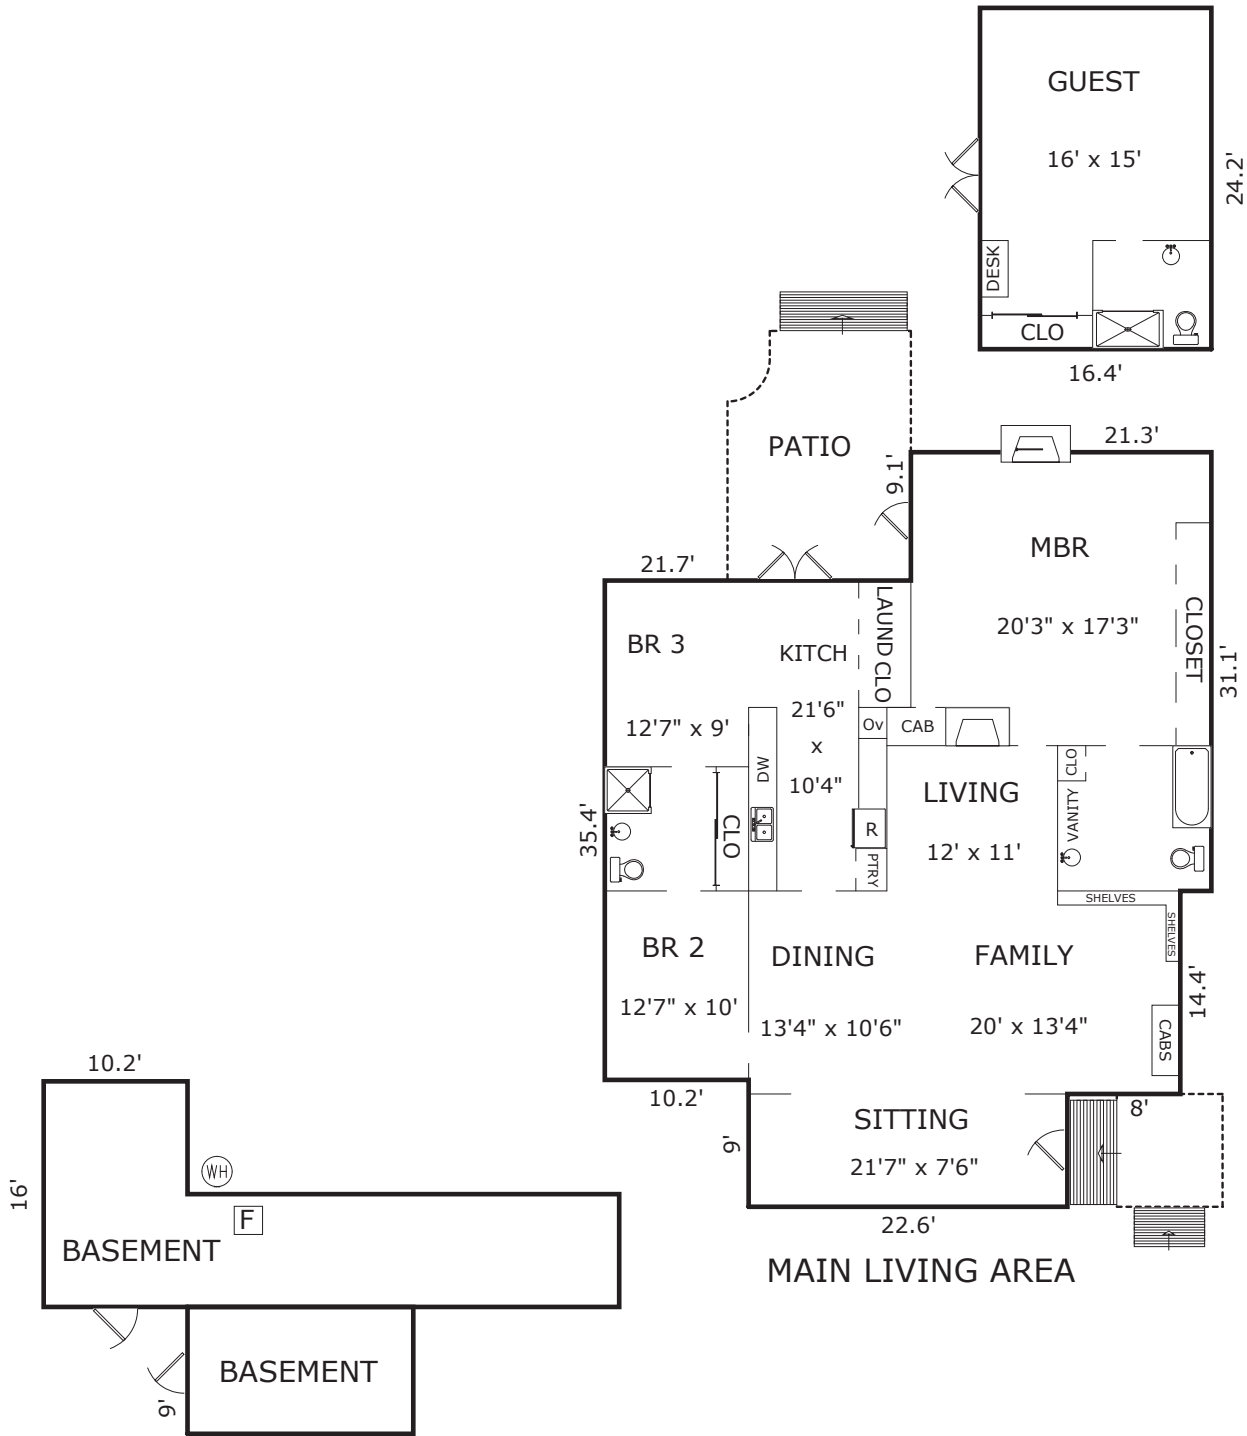 GUEST
16' x 15'
24.2'
DESK
CLO
16.4'
21.3'
PATIO
9.1'
MBR
20'3" x 17'3"
CLOSET
31.1'
21.7'
BR 3
12'7" x 9'
KITCH
21'6"
x
10'4"
LAUND CLO
Ov
CAB
DW
LIVING
12' x 11'
CLO
VANITY
35.4'
CLO
R
PTRY
SHELVES
SHELVES
BR 2
12'7" x 10'
DINING
13'4" x 10'6"
FAMILY
20' x 13'4"
14.4'
CABS
10.2'
10.2'
8'
9'
SITTING
21'7" x 7'6"
22.6'
MAIN LIVING AREA
16'
WH
F
BASEMENT
BASEMENT
9'